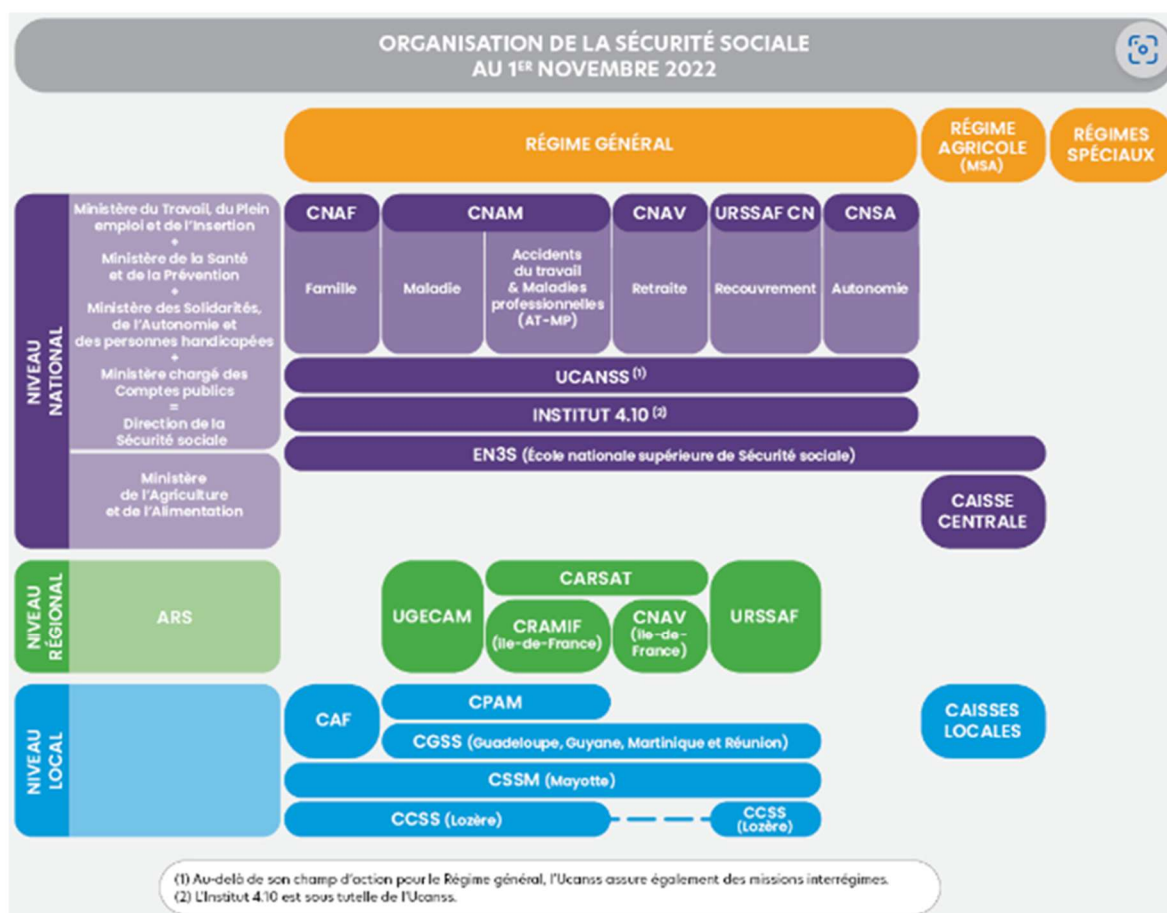 ORGANISATION DE LA SÉCURITÉ SOCIALE
AU 1ER NOVEMBRE 2022
RÉGIME GÉNÉRAL
RÉGIME
AGRICOLE
(MSA)
RÉGIMES
SPÉCIAUX
NIVEAU
NATIONAL
Ministère du Travail, du Plein
emploi et de l'Insertion
+
Ministère de la Santé
et de la Prévention
+
Ministère des Solidarités,
de l'Autonomie et
des personnes handicapées
+
Ministère chargé des
Comptes publics
=
Direction de la
Sécurité sociale
Ministère
de l'Agriculture
et de l'Alimentation
CNAF
Famille
CNAM
Maladie
Accidents
du travail
& Maladies
professionnelles
(AT-MP)
CNAV
Retraite
URSSAF CN
Recouvrement
CNSA
Autonomie
UCANSS (1)
INSTITUT 4.10 (2)
EN3S (École nationale supérieure de Sécurité sociale)
CAISSE
CENTRALE
NIVEAU
RÉGIONAL
ARS
UGECAM
CARSAT
CRAMIF
(île-de-France)
CNAV
(île-de-
France)
URSSAF
NIVEAU
LOCAL
CAF
CPAM
CGSS (Guadeloupe, Guyane, Martinique et Réunion)
CSSM (Mayotte)
CCSS (Lozère)
CCSS
(Lozère)
CAISSES
LOCALES
(1) Au-delà de son champ d'action pour le Régime général, l'Ucanss assure également des missions interrégimes.
(2) L'Institut 4.10 est sous tutelle de l'Ucanss.